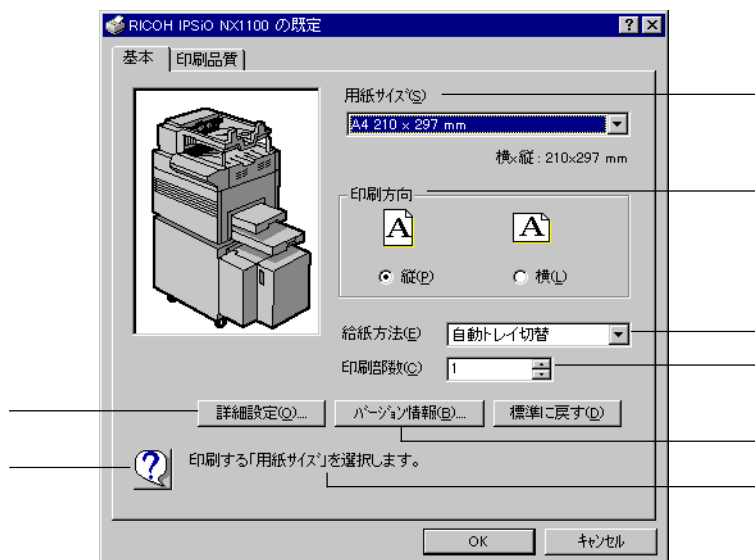 RICOH IPSiO NX1100 の既定
基本 印刷品質
用紙サイズ(S)
A4 210 × 297 mm
横×縦 : 210x297 mm
印刷方向
A A
縦(P) 横(L)
給紙方法(E) 自動トレイ切替
印刷部数(C) 1
詳細設定(O)... バージョン情報(B)... 標準に戻す(D)
印刷する「用紙サイズ」を選択します。
OK キャンセル